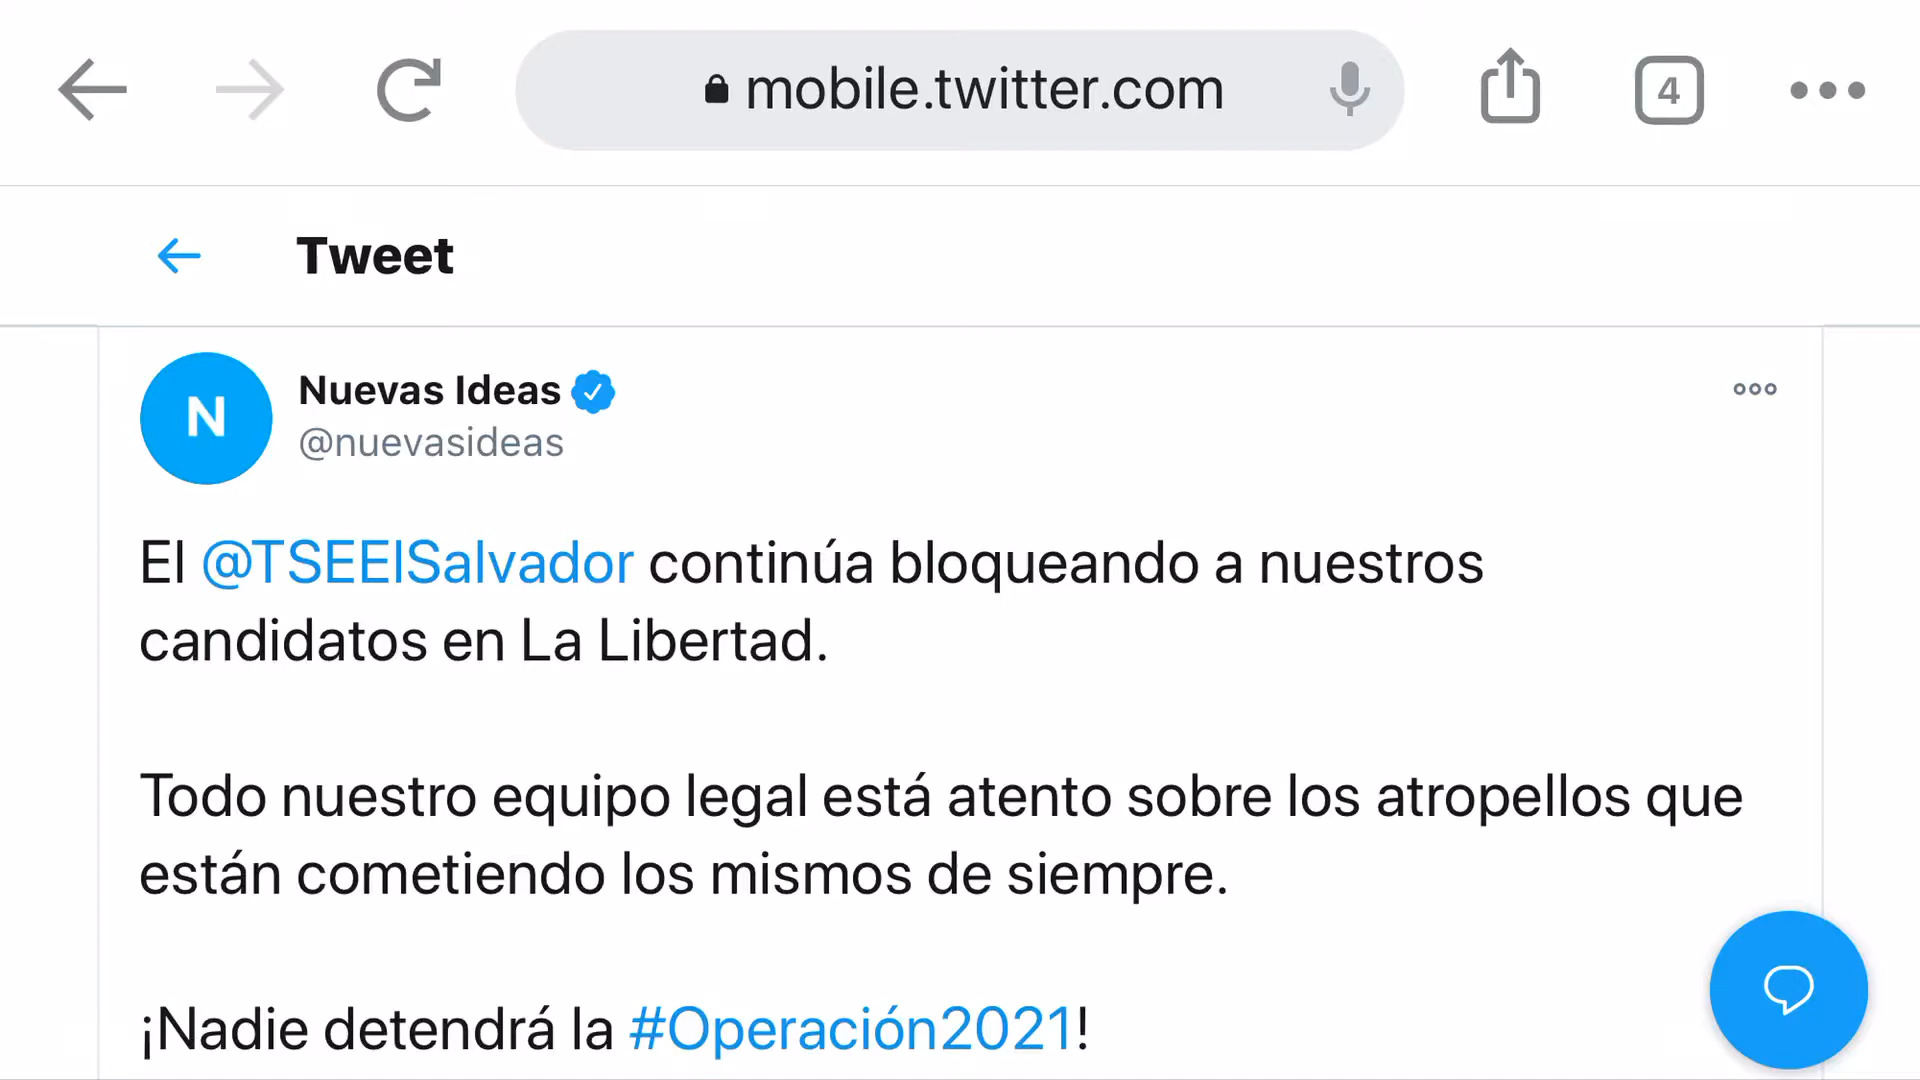 mobile.twitter.com
4
Tweet
N
Nuevas Ideas
@nuevasideas
El @TSEElSalvador continúa bloqueando a nuestros
candidatos en La Libertad.
Todo nuestro equipo legal está atento sobre los atropellos que
están cometiendo los mismos de siempre.
¡Nadie detendrá la #Operación2021!